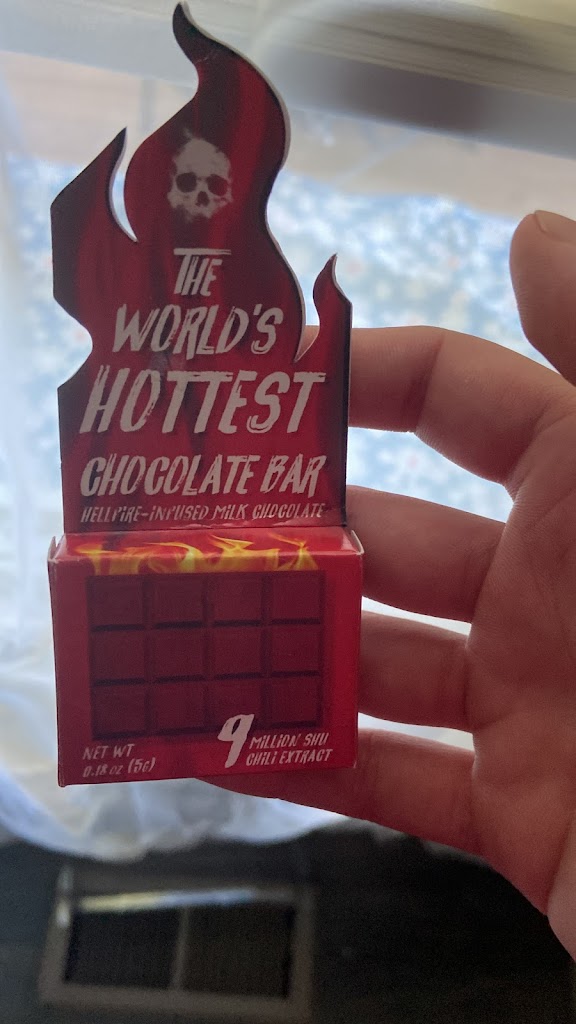 THE
WORLD'S
HOTTEST
CHOCOLATE BAR
HELLFIRE-INFUSED MILK CHOCOLATE
NET WT
0.18 OZ (5G)
9 MILLION SHU
CHILI EXTRACT